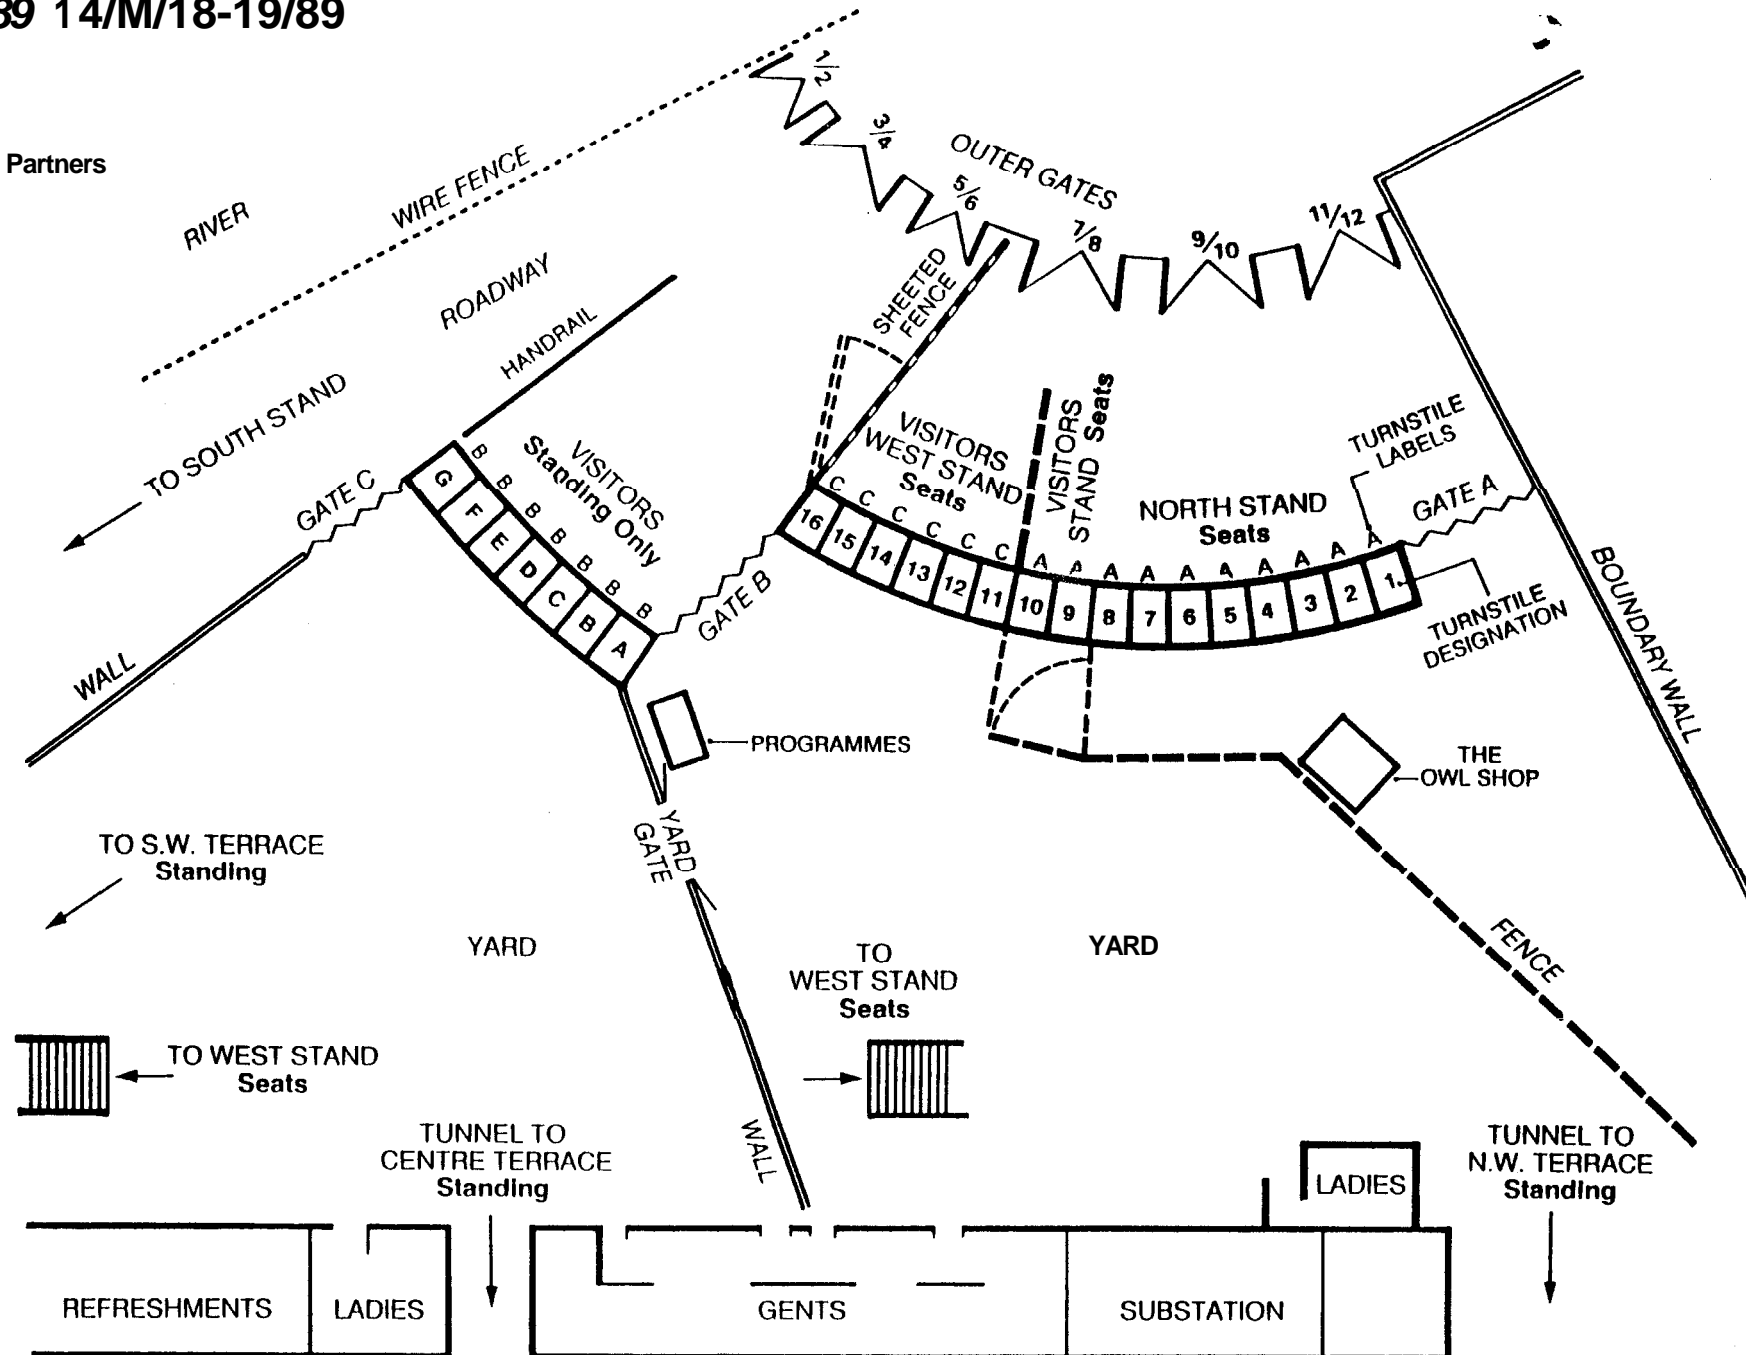 89 14/M/18-19/89
Partners
RIVER
WIRE FENCE
ROADWAY
HANDRAIL
TO SOUTH STAND
GATE C
WALL
1/2
3/4
5/6
OUTER GATES
7/8
9/10
11/12
SHEETED
FENCE
VISITORS
Standing Only
B B B B B B B
G F E D C B A
GATE B
VISITORS
WEST STAND
Seats
C C C C C C
16 15 14 13 12 11
VISITORS
STAND Seats
NORTH STAND
Seats
A A A A A A A A A A
10 9 8 7 6 5 4 3 2 1
TURNSTILE
LABELS
GATE A
TURNSTILE
DESIGNATION
BOUNDARY WALL
PROGRAMMES
THE
OWL SHOP
YARD
GATE
TO S.W. TERRACE
Standing
YARD
TO
WEST STAND
Seats
YARD
FENCE
TO WEST STAND
Seats
WALL
TUNNEL TO
CENTRE TERRACE
Standing
TUNNEL TO
N.W. TERRACE
Standing
LADIES
REFRESHMENTS
LADIES
GENTS
SUBSTATION